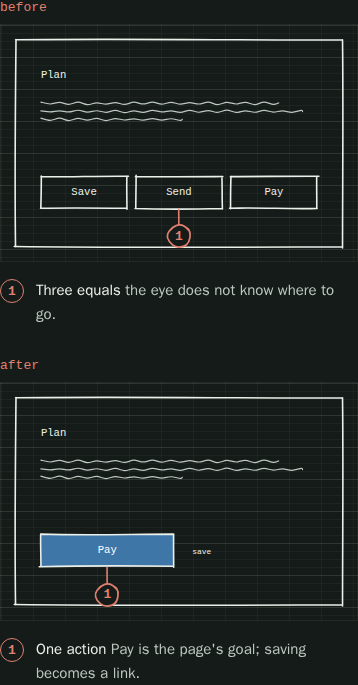 before
Plan
Save Send Pay
1
1 Three equals the eye does not know where to
go.
after
Plan
Pay save
1
1 One action Pay is the page's goal; saving
becomes a link.